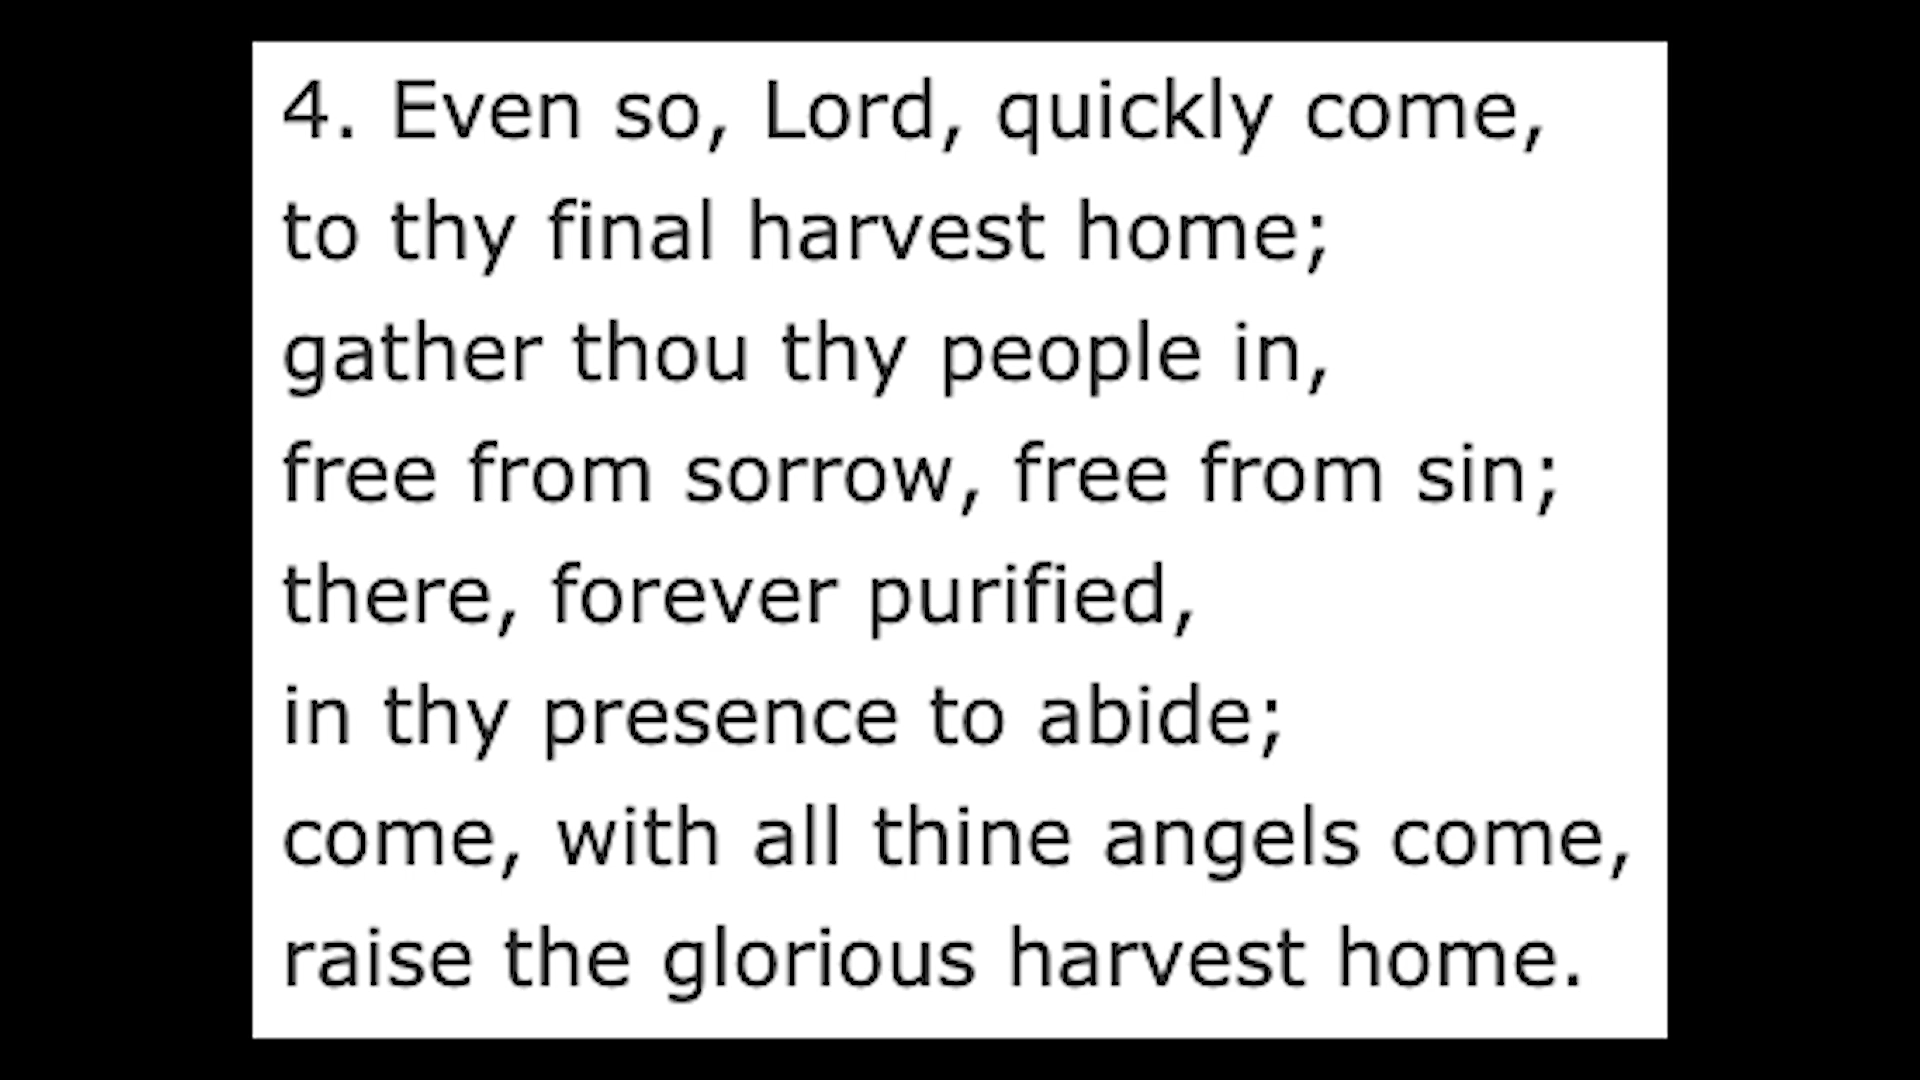 4. Even so, Lord, quickly come,
to thy final harvest home;
gather thou thy people in,
free from sorrow, free from sin;
there, forever purified,
in thy presence to abide;
come, with all thine angels come,
raise the glorious harvest home.